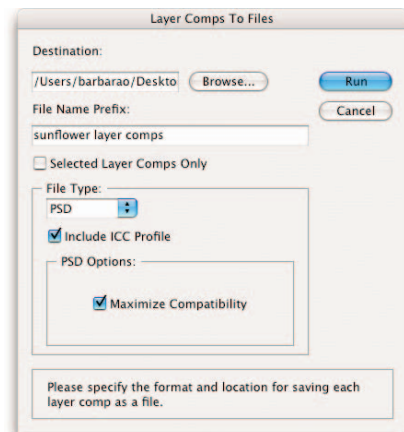 Layer Comps To Files
Destination:
/Users/barbarao/Deskto
Browse...
Run
File Name Prefix:
Cancel
sunflower layer comps
Selected Layer Comps Only
File Type:
PSD
Include ICC Profile
PSD Options:
Maximize Compatibility
Please specify the format and location for saving each
layer comp as a file.